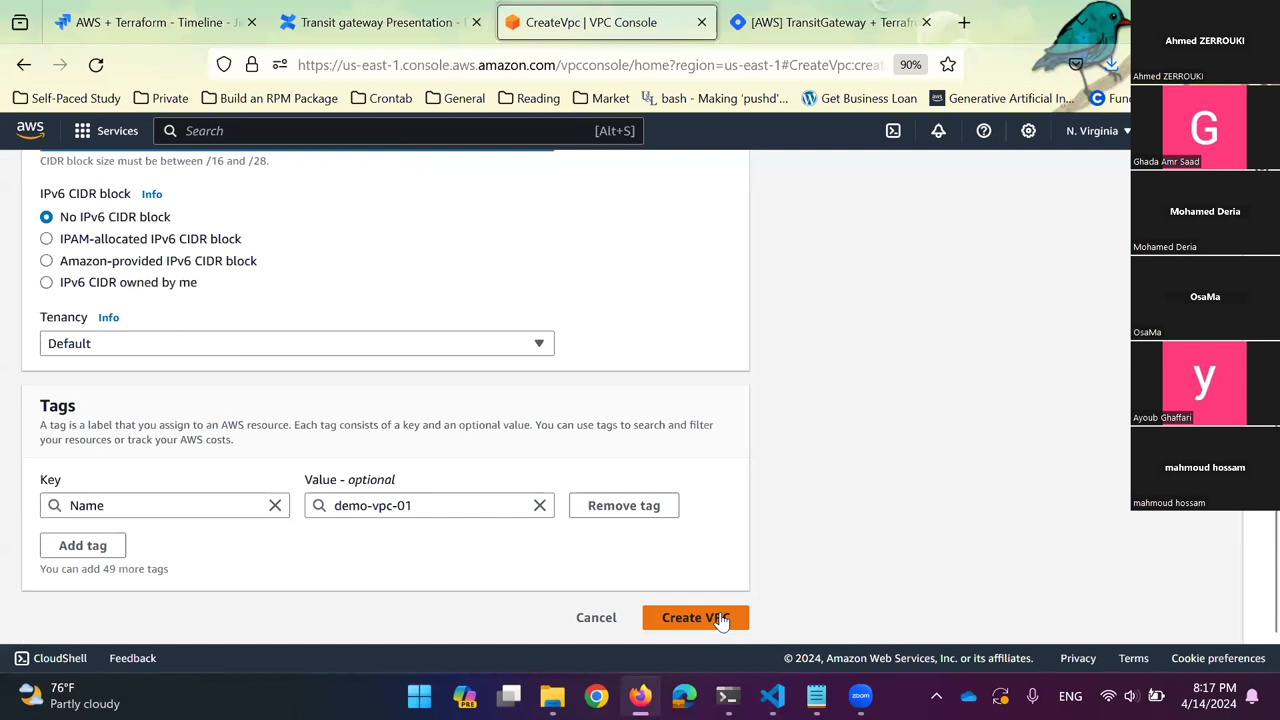 AWS + Terraform - Timeline - J
Transit gateway Presentation -
CreateVpc | VPC Console
[AWS] TransitGateway + Terraf
https://us-east-1.console.aws.amazon.com/vpcconsole/home?region=us-east-1#CreateVpc:crea
90%
Self-Paced Study
Private
Build an RPM Package
Crontab
General
Reading
Market
bash - Making 'pushd'...
Get Business Loan
Generative Artificial In...
Fun
aws
Services
Search
[Alt+S]
N. Virginia
CIDR block size must be between /16 and /28.
IPv6 CIDR block Info
No IPv6 CIDR block
IPAM-allocated IPv6 CIDR block
Amazon-provided IPv6 CIDR block
IPv6 CIDR owned by me
Tenancy Info
Default
Tags
A tag is a label that you assign to an AWS resource. Each tag consists of a key and an optional value. You can use tags to search and filter
your resources or track your AWS costs.
Key
Value - optional
Name
demo-vpc-01
Remove tag
Add tag
You can add 49 more tags
Cancel
Create VPC
CloudShell
Feedback
© 2024, Amazon Web Services, Inc. or its affiliates.
Privacy
Terms
Cookie preferences
76°F
Partly cloudy
PRE
zoom
ENG
8:17 PM
4/14/2024
Ahmed ZERROUKI
Ahmed ZERROUKI
G
Ghada Amr Saad
Mohamed Deria
Mohamed Deria
OsaMa
OsaMa
y
Ayoub Ghaffari
mahmoud hossam
mahmoud hossam